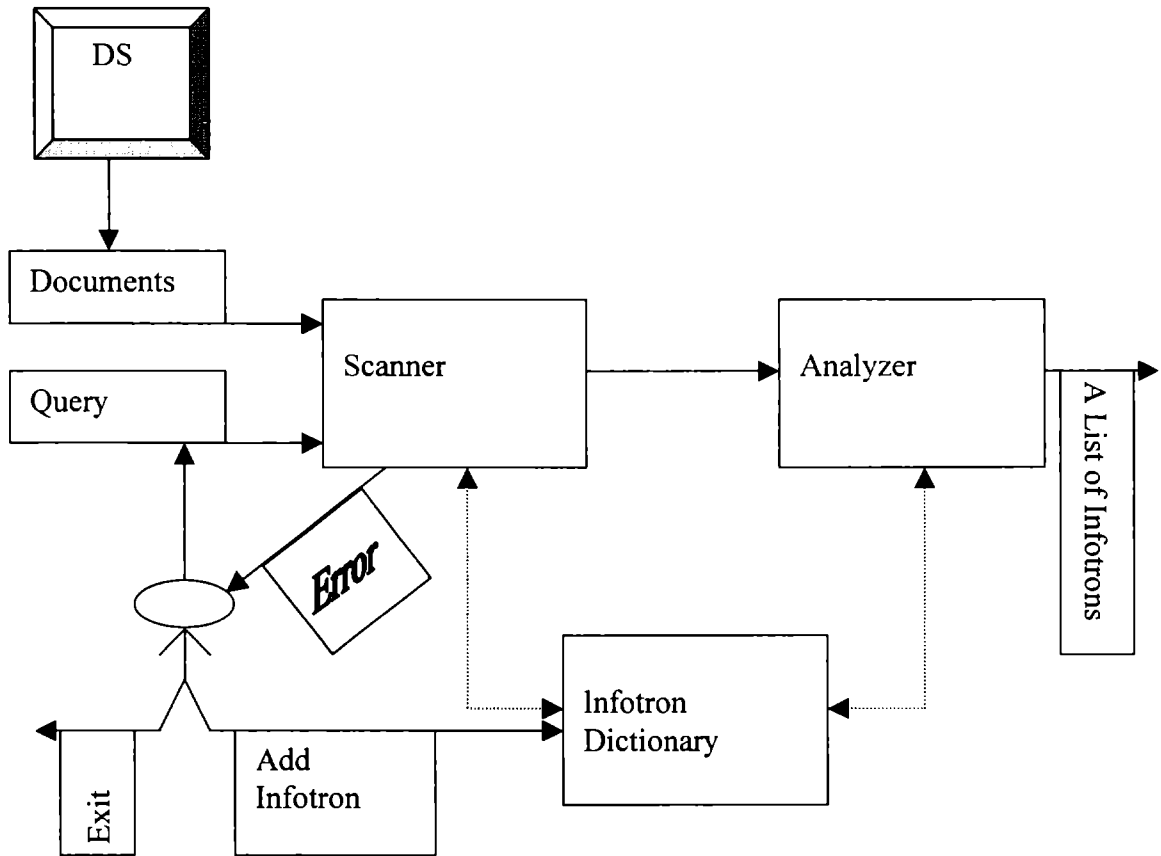 DS
Documents
Query
Scanner
Analyzer
A List of Infotrons
Error
Infotron
Dictionary
Add
Infotron
Exit